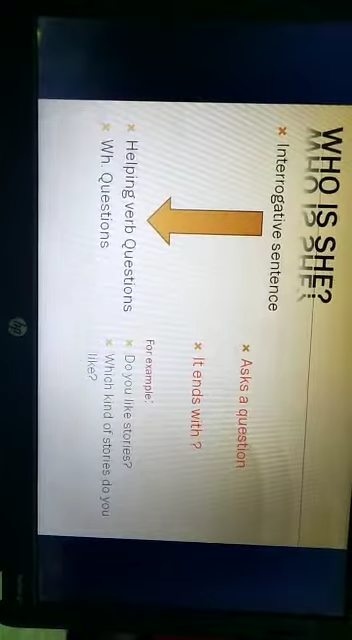 WHO IS SHE?
Interrogative sentence
Helping verb Questions
Wh. Questions
Asks a question
It ends with ?
For example:
Do you like stories?
Which kind of stories do you
like?
hp